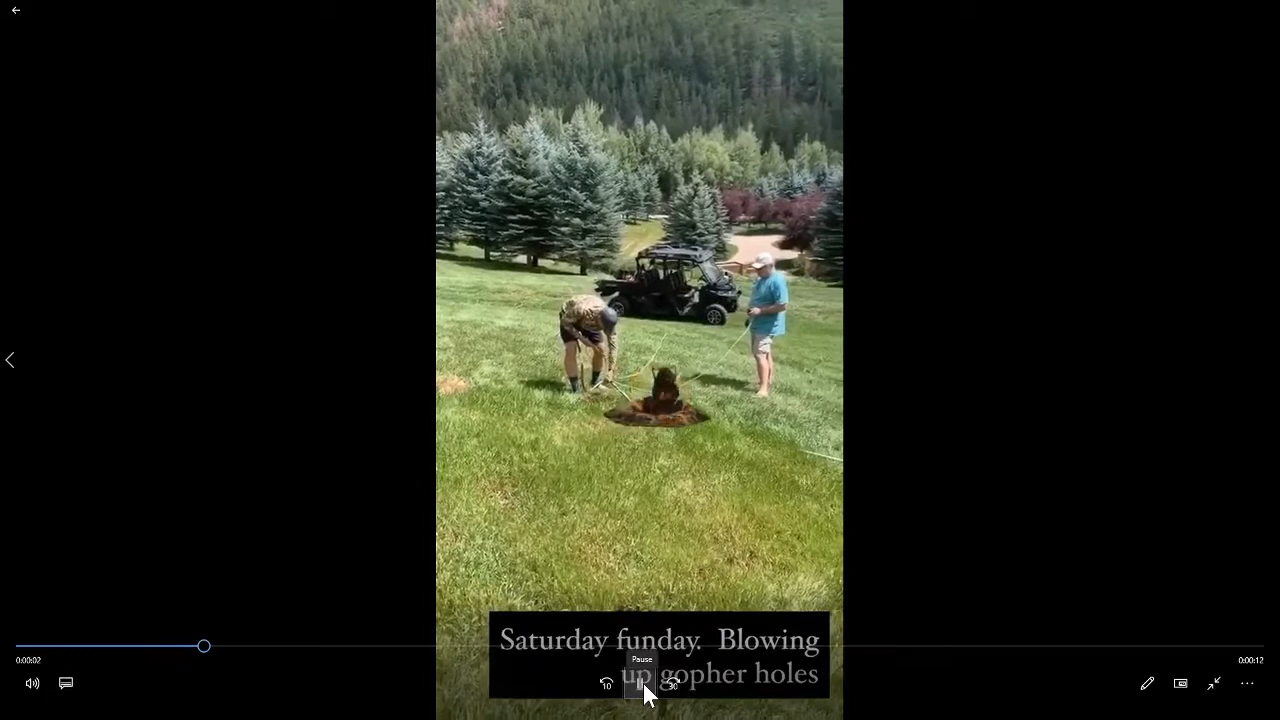 Saturday funday. Blowing
Pause
up gopher holes
0:00:02
0:00:12
10
30